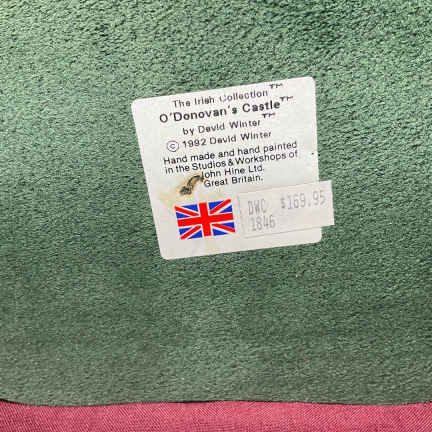 The Irish Collection™
O'Donovan's Castle™
by David Winter™
© 1992 David Winter
Hand made and hand painted
in the Studios & Workshops of
John Hine Ltd.
Great Britain.
DWO $169.95
1846